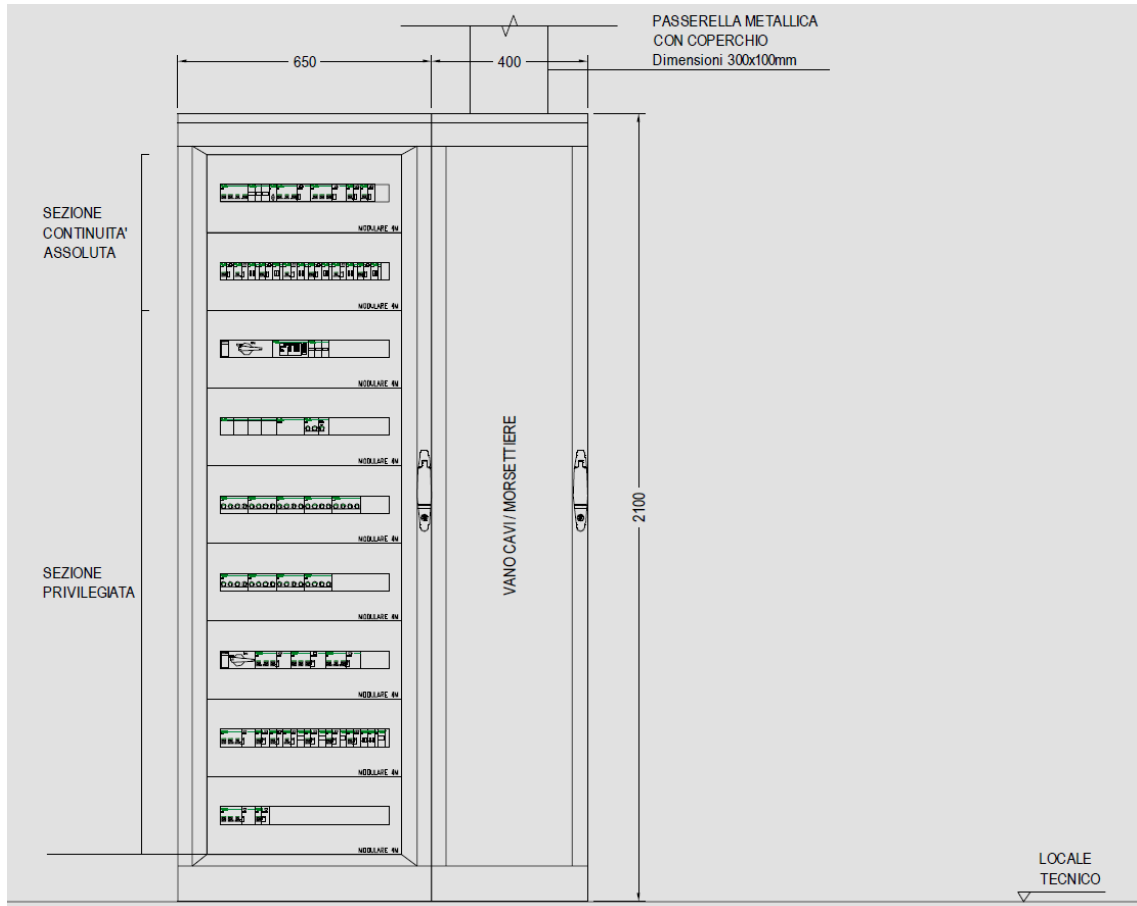 PASSERELLA METALLICA
CON COPERCHIO
Dimensioni 300x100mm
650
400
SEZIONE
CONTINUITA'
ASSOLUTA
MODULARE 4M
MODULARE 4M
MODULARE 4M
MODULARE 4M
VANO CAVI / MORSETTIERE
2100
MODULARE 4M
SEZIONE
PRIVILEGIATA
MODULARE 4M
MODULARE 4M
MODULARE 4M
MODULARE 4M
LOCALE
TECNICO